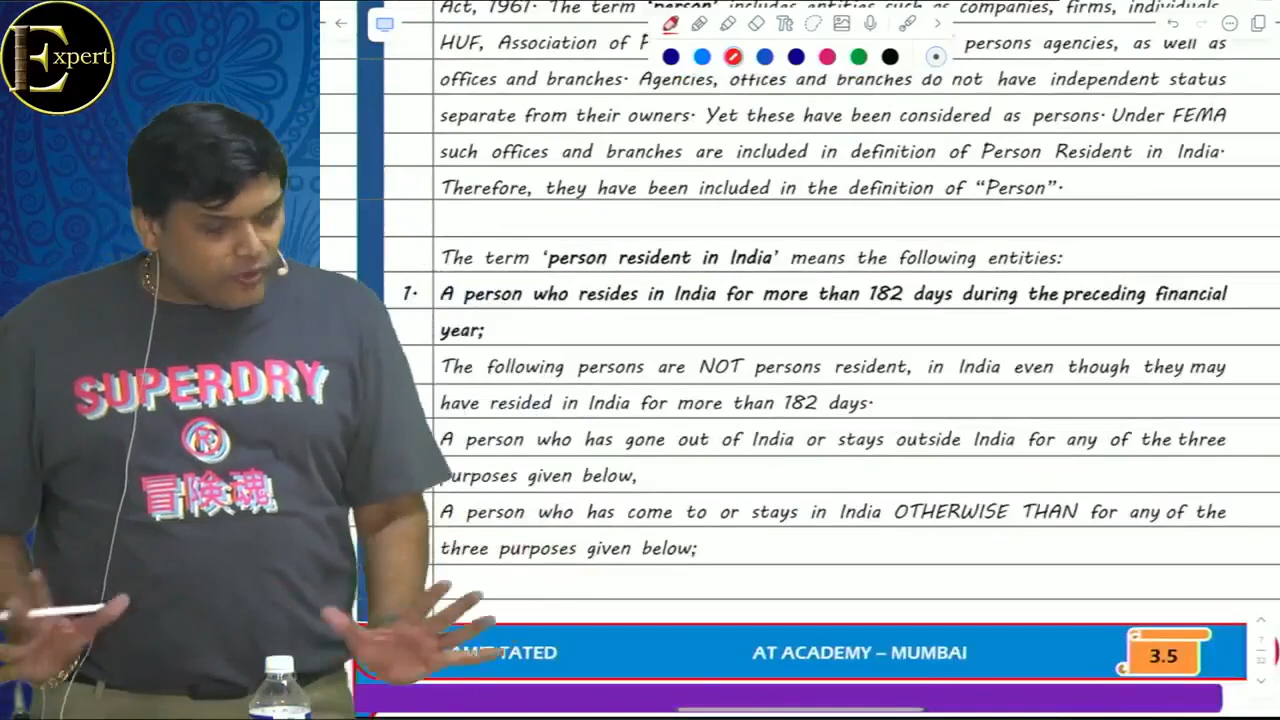 Expert
Act, 1961. The term 'person' includes entities such as companies, firms, individuals,
HUF, Association of P persons agencies, as well as
offices and branches. Agencies, offices and branches do not have independent status
separate from their owners. Yet these have been considered as persons. Under FEMA
such offices and branches are included in definition of Person Resident in India.
Therefore, they have been included in the definition of "Person".
The term 'person resident in India' means the following entities:
1. A person who resides in India for more than 182 days during the preceding financial
year;
The following persons are NOT persons resident, in India even though they may
have resided in India for more than 182 days.
A person who has gone out of India or stays outside India for any of the three
purposes given below,
A person who has come to or stays in India OTHERWISE THAN for any of the
three purposes given below;
SUPERDRY
冒険魂
AT ACADEMY – MUMBAI
3.5